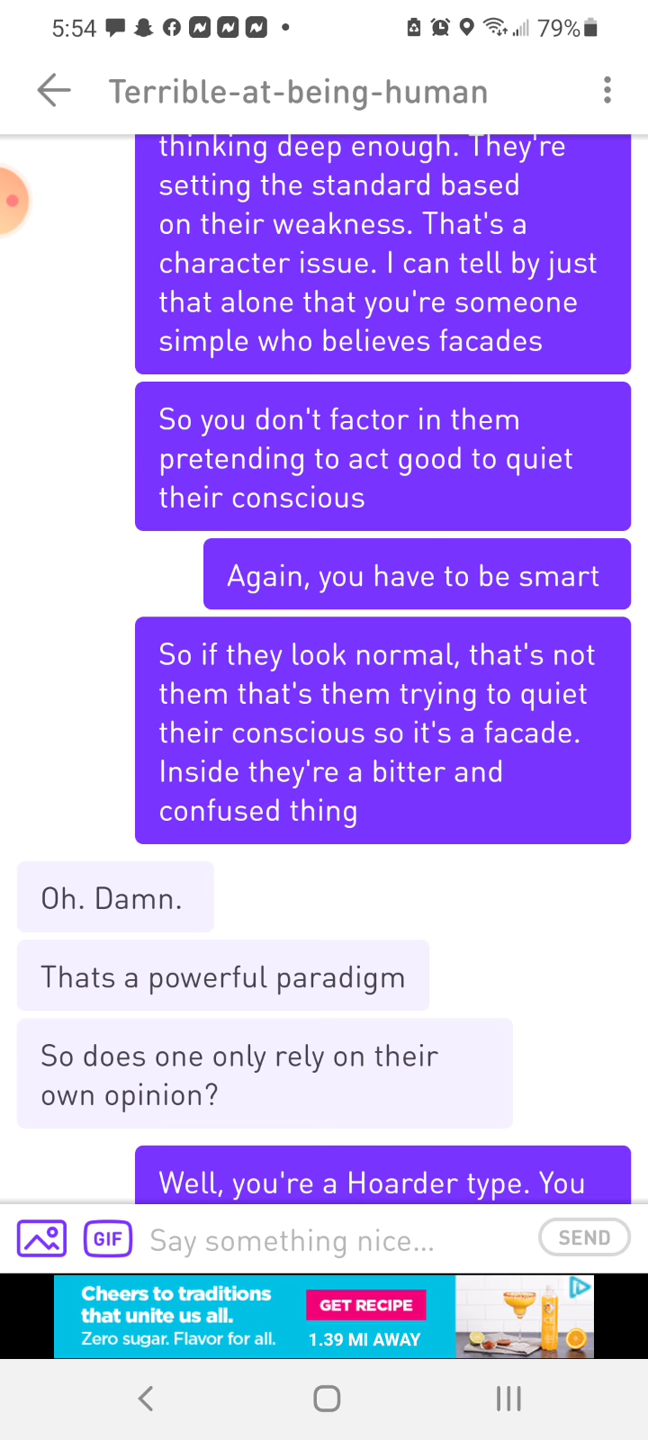 5:54
79%
Terrible-at-being-human
thinking deep enough. They're
setting the standard based
on their weakness. That's a
character issue. I can tell by just
that alone that you're someone
simple who believes facades
So you don't factor in them
pretending to act good to quiet
their conscious
Again, you have to be smart
So if they look normal, that's not
them that's them trying to quiet
their conscious so it's a facade.
Inside they're a bitter and
confused thing
Oh. Damn.
Thats a powerful paradigm
So does one only rely on their
own opinion?
Well, you're a Hoarder type. You
GIF
Say something nice...
SEND
Cheers to traditions
that unite us all.
Zero sugar. Flavor for all.
GET RECIPE
1.39 MI AWAY